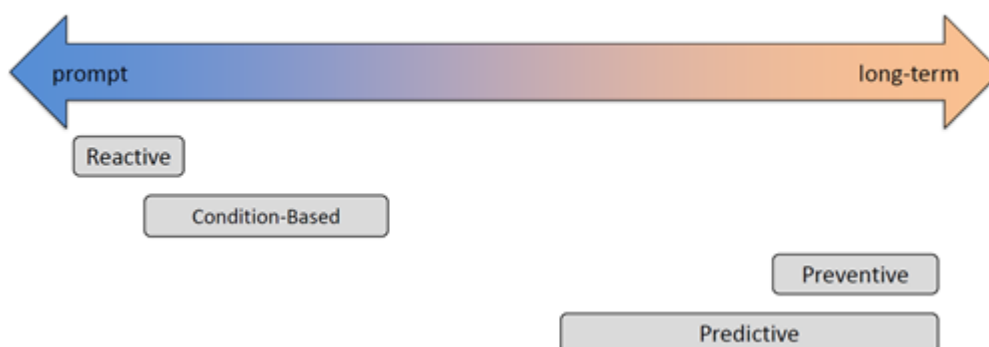 prompt
long-term
Reactive
Condition-Based
Preventive
Predictive